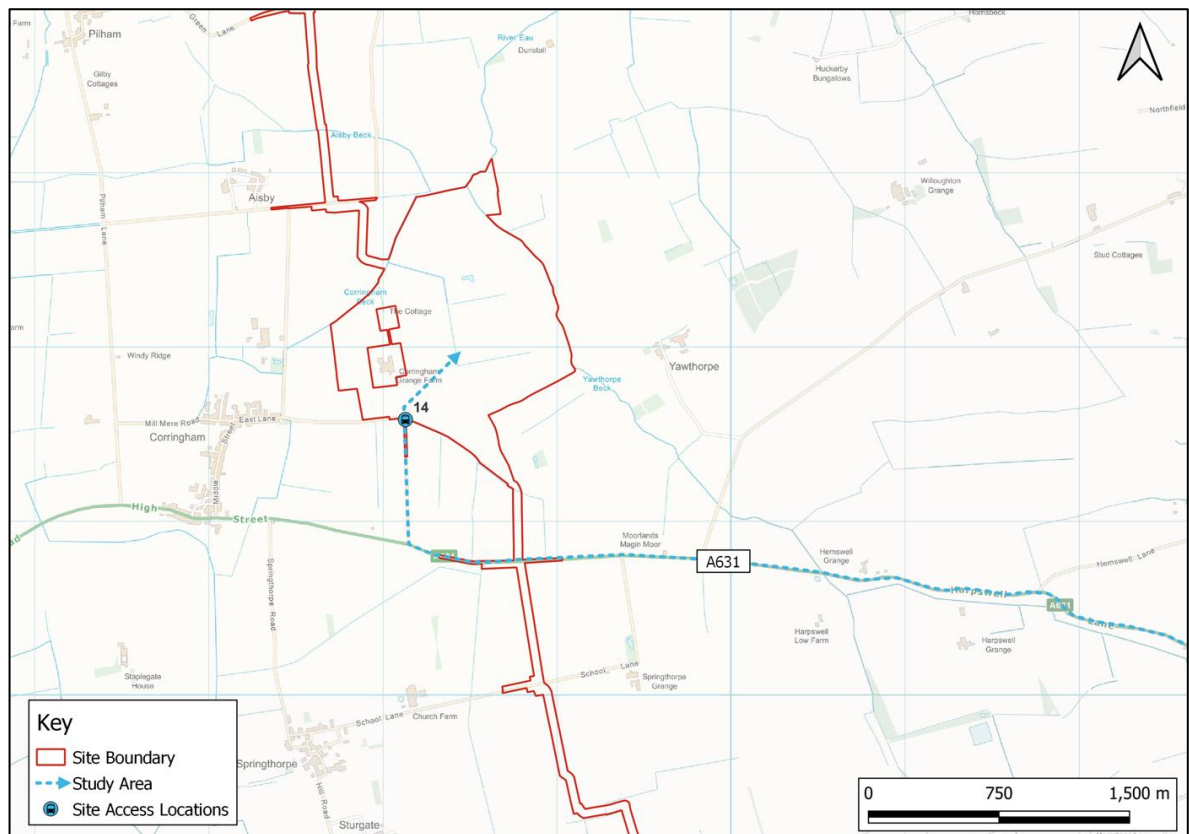 Farm
Pilham
Green
Lane
River Eau
Dunstall
Hornsbeck
Huckerby
Bungalows
Gilby
Cottages
Northfield
Aisby Beck
Willoughton
Grange
Aisby
Pilham Lane
Stud Cottages
Corringham
Beck
The Cottage
arm
Windy Ridge
Corringham
Grange Farm
Yawthorpe
Yawthorpe
Beck
14
Mill Mere Road
East Lane
Corringham
Middle
Street
High
Street
Moorlands
Magin Moor
A631
Hemswell
Grange
Hemswell Lane
Harpswell
Lane
Springthorpe Road
Harpswell
Low Farm
Harpswell
Grange
Staplegate
House
School Lane
Springthorpe
Grange
School Lane
Church Farm
Springthorpe
Hill Road
Sturgate
Key
Site Boundary
Study Area
Site Access Locations
0 750 1,500 m